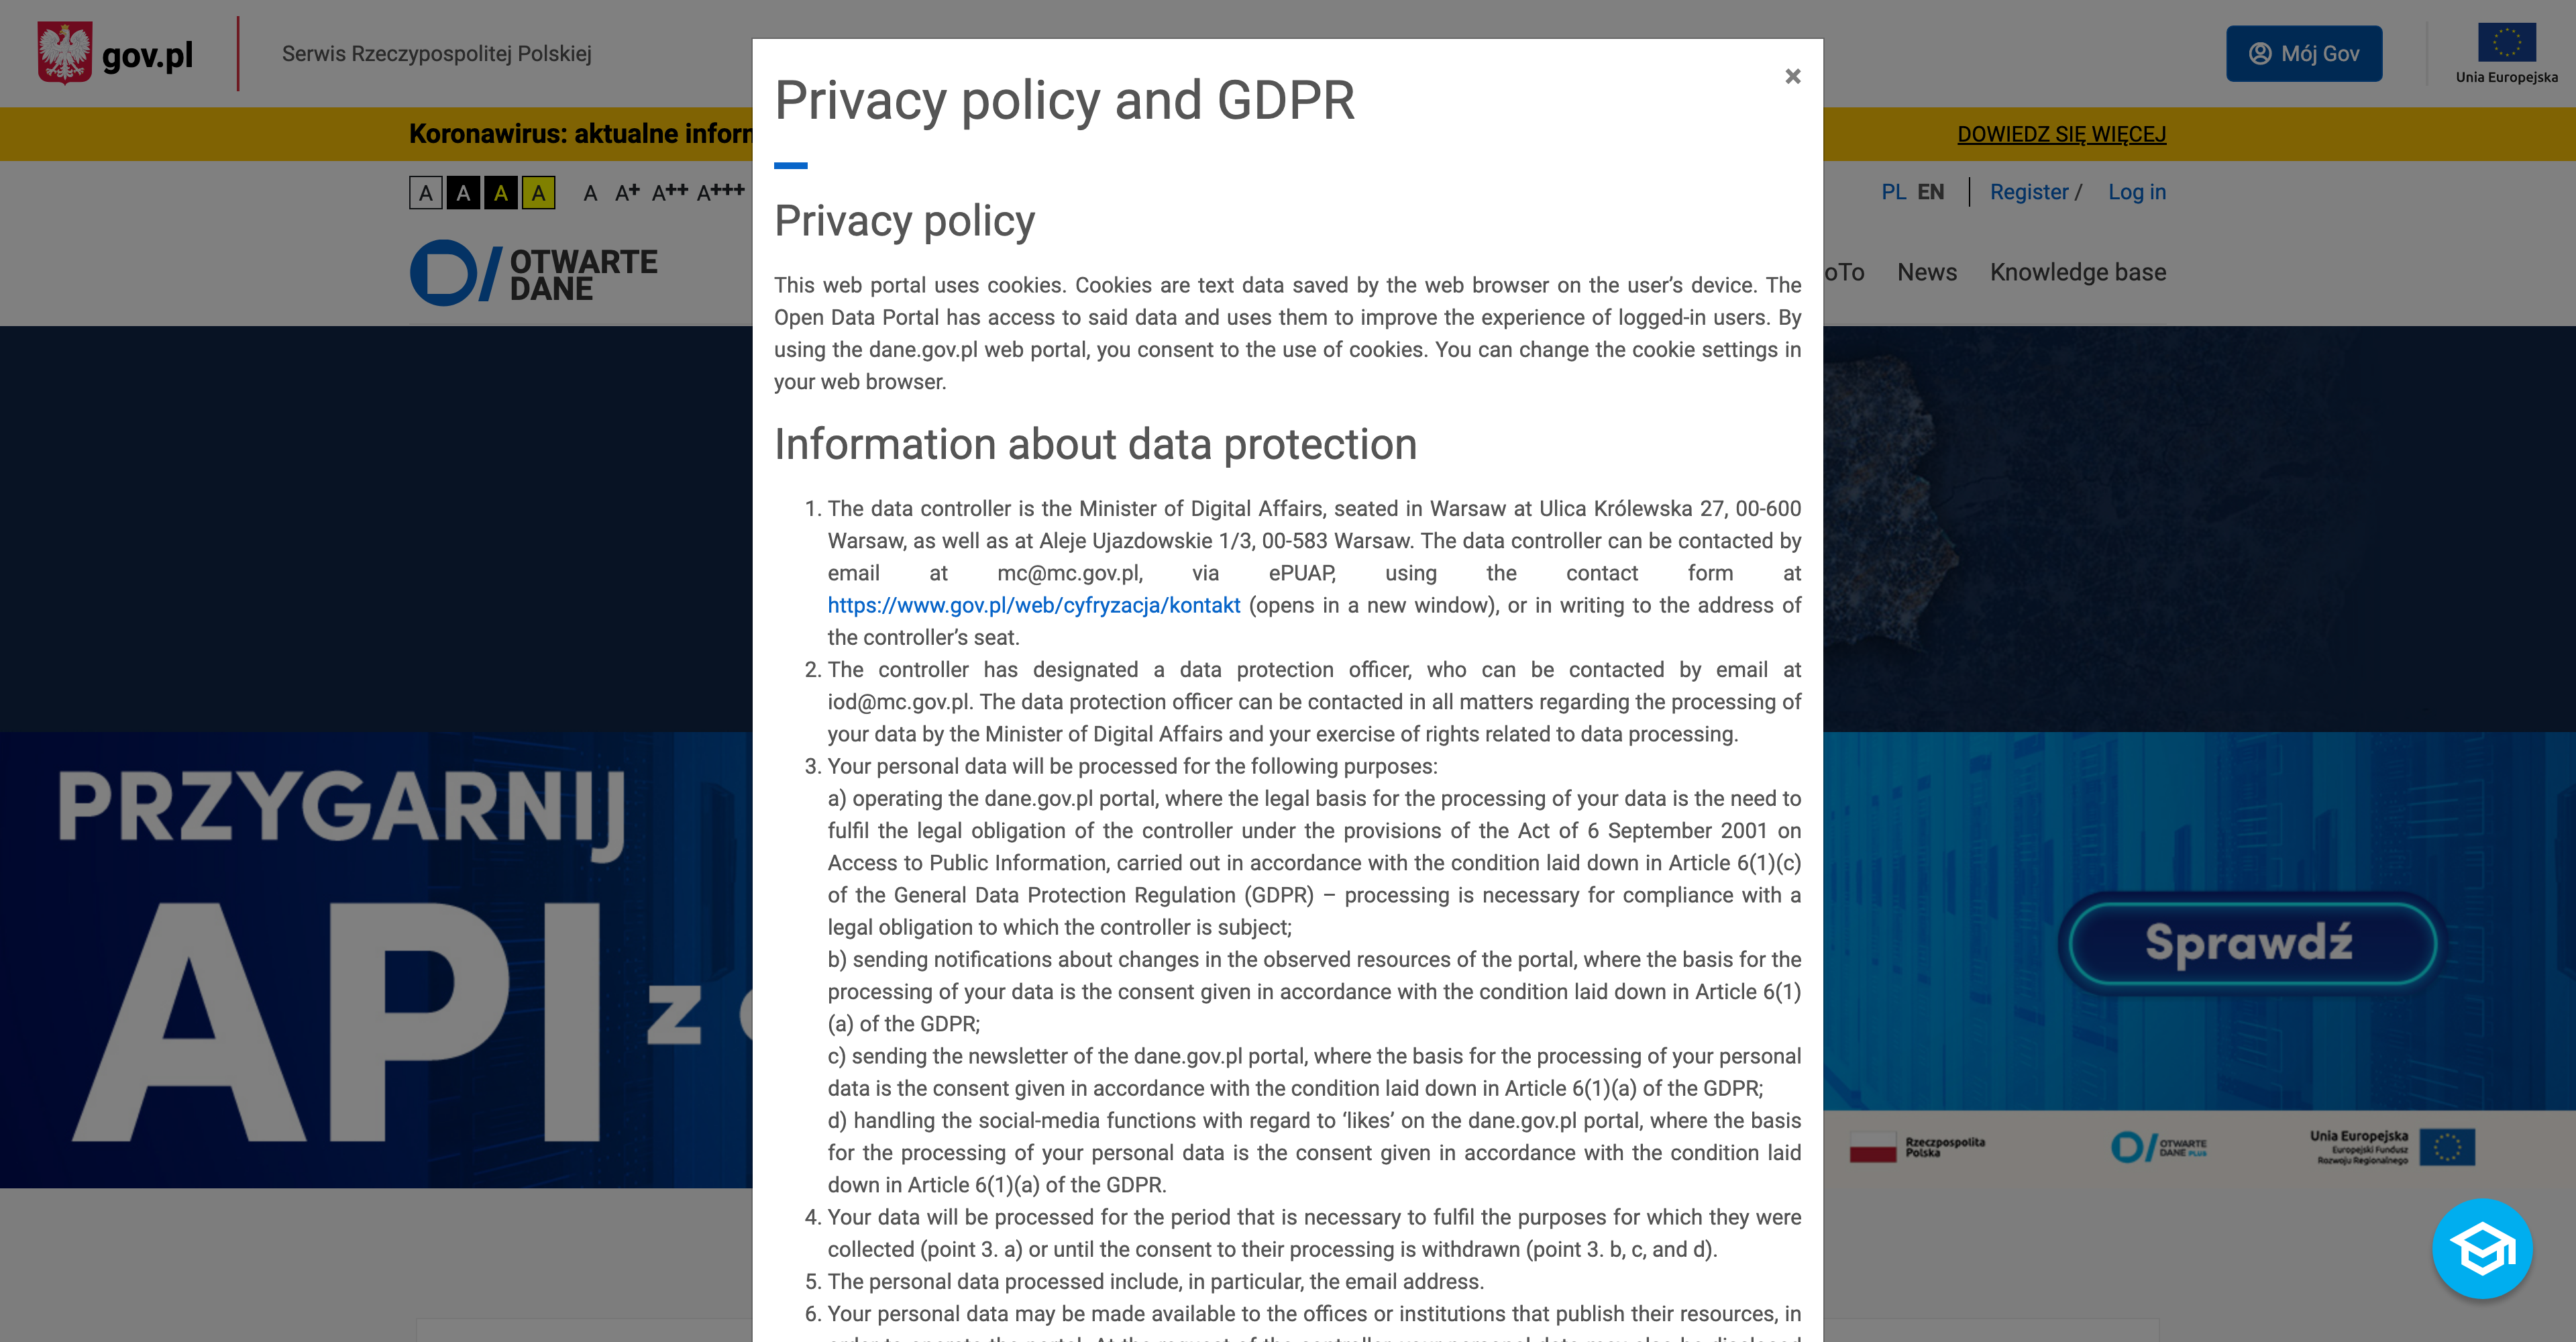 gov.pl
Serwis Rzeczypospolitej Polskiej
Mój Gov
Unia Europejska
Koronawirus: aktualne
DOWIEDZ SIĘ WIĘCEJ
A A A A A A+ A++ A+++
PL EN Register / Log in
OTWARTE
DANE
News Knowledge base
Privacy policy and GDPR
×
Privacy policy
This web portal uses cookies. Cookies are text data saved by the web browser on the user’s device. The
Open Data Portal has access to said data and uses them to improve the experience of logged-in users. By
using the dane.gov.pl web portal, you consent to the use of cookies. You can change the cookie settings in
your web browser.
Information about data protection
1. The data controller is the Minister of Digital Affairs, seated in Warsaw at Ulica Królewska 27, 00-600
Warsaw, as well as at Aleje Ujazdowskie 1/3, 00-583 Warsaw. The data controller can be contacted by
email at mc@mc.gov.pl, via ePUAP, using the contact form at
https://www.gov.pl/web/cyfryzacja/kontakt (opens in a new window), or in writing to the address of
the controller’s seat.
2. The controller has designated a data protection officer, who can be contacted by email at
iod@mc.gov.pl. The data protection officer can be contacted in all matters regarding the processing of
your data by the Minister of Digital Affairs and your exercise of rights related to data processing.
3. Your personal data will be processed for the following purposes:
a) operating the dane.gov.pl portal, where the legal basis for the processing of your data is the need to
fulfil the legal obligation of the controller under the provisions of the Act of 6 September 2001 on
Access to Public Information, carried out in accordance with the condition laid down in Article 6(1)(c)
of the General Data Protection Regulation (GDPR) – processing is necessary for compliance with a
legal obligation to which the controller is subject;
b) sending notifications about changes in the observed resources of the portal, where the basis for the
processing of your data is the consent given in accordance with the condition laid down in Article 6(1)
(a) of the GDPR;
c) sending the newsletter of the dane.gov.pl portal, where the basis for the processing of your personal
data is the consent given in accordance with the condition laid down in Article 6(1)(a) of the GDPR;
d) handling the social-media functions with regard to ‘likes’ on the dane.gov.pl portal, where the basis
for the processing of your personal data is the consent given in accordance with the condition laid
down in Article 6(1)(a) of the GDPR.
4. Your data will be processed for the period that is necessary to fulfil the purposes for which they were
collected (point 3. a) or until the consent to their processing is withdrawn (point 3. b, c, and d).
5. The personal data processed include, in particular, the email address.
6. Your personal data may be made available to the offices or institutions that publish their resources, in
PRZYGARNIJ
API z
Sprawdź
Rzeczpospolita
Polska
OTWARTE
DANE PLUS
Unia Europejska
Europejski Fundusz
Rozwoju Regionalnego